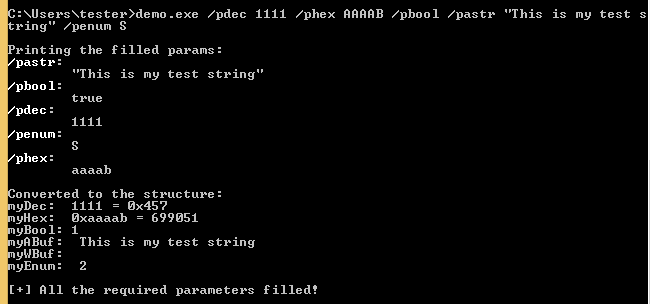 C:\Users\tester>demo.exe /pdec 1111 /phex AAAAB /pbool /pastr "This is my test s
tring" /penum S
Printing the filled params:
/pastr:
"This is my test string"
/pbool:
true
/pdec:
1111
/penum:
S
/phex:
aaaab
Converted to the structure:
myDec: 1111 = 0x457
myHex: 0xaaaab = 699051
myBool: 1
myABuf: This is my test string
myWBuf:
myEnum: 2
[+] All the required parameters filled!